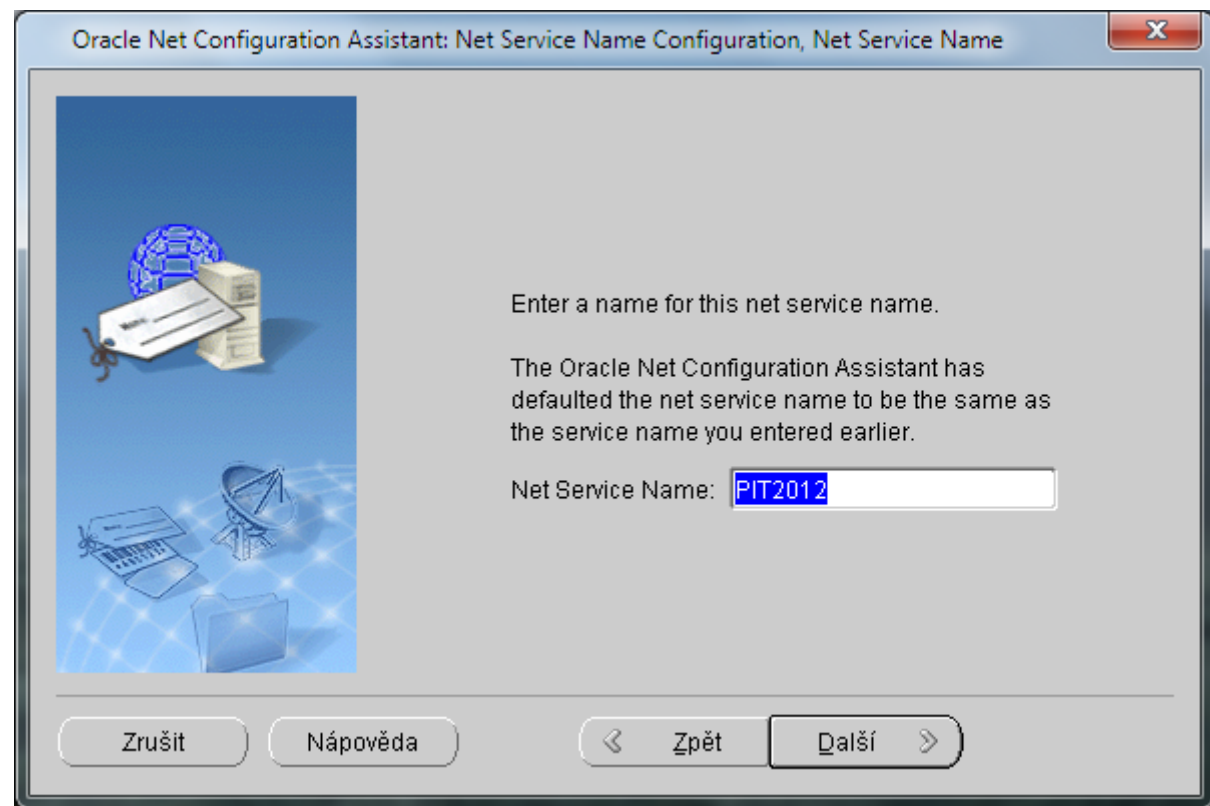 Oracle Net Configuration Assistant: Net Service Name Configuration, Net Service Name
Enter a name for this net service name.
The Oracle Net Configuration Assistant has
defaulted the net service name to be the same as
the service name you entered earlier.
Net Service Name: PIT2012
Zrušit Nápověda Zpět Další